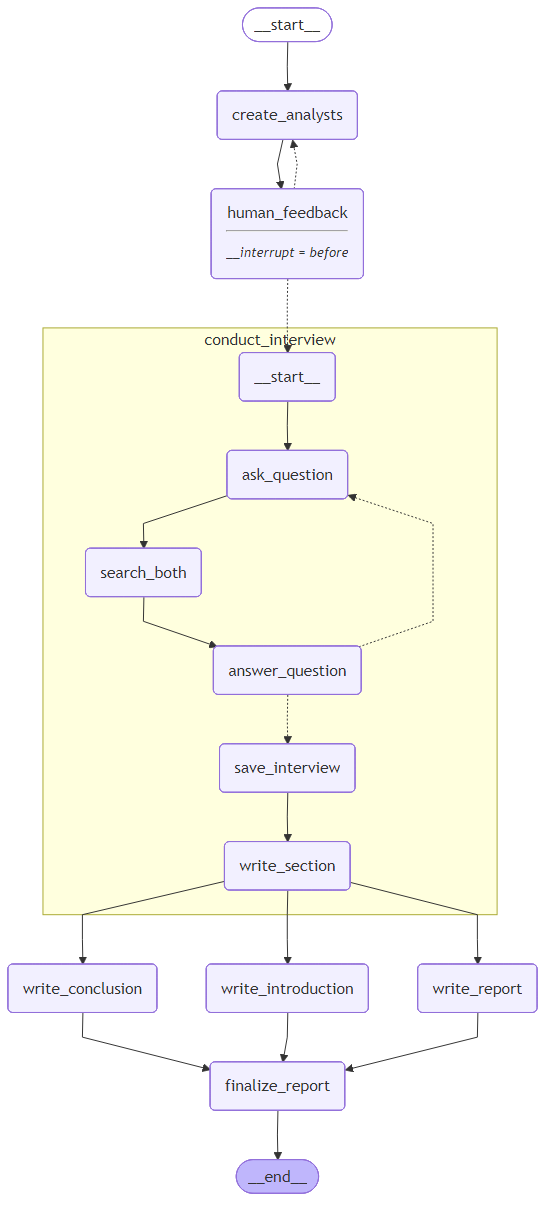 __start__
create_analysts
human_feedback
__interrupt = before
conduct_interview
__start__
ask_question
search_both
answer_question
save_interview
write_section
write_conclusion
write_introduction
write_report
finalize_report
__end__